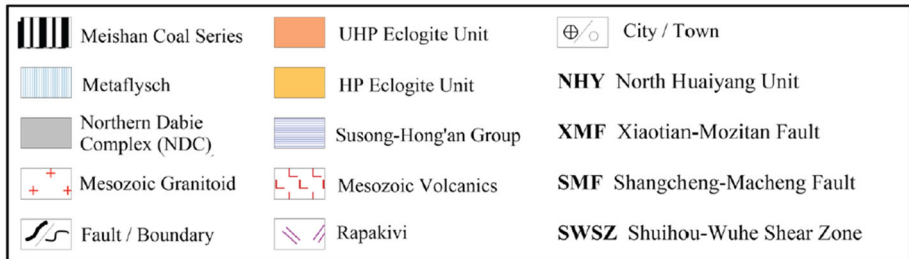 Meishan Coal Series
UHP Eclogite Unit
City / Town
Metaflysch
HP Eclogite Unit
NHY North Huaiyang Unit
Northern Dabie
Complex (NDC)
Susong-Hong'an Group
XMF Xiaotian-Mozitan Fault
Mesozoic Granitoid
Mesozoic Volcanics
SMF Shangcheng-Macheng Fault
Fault / Boundary
Rapakivi
SWSZ Shuihou-Wuhe Shear Zone